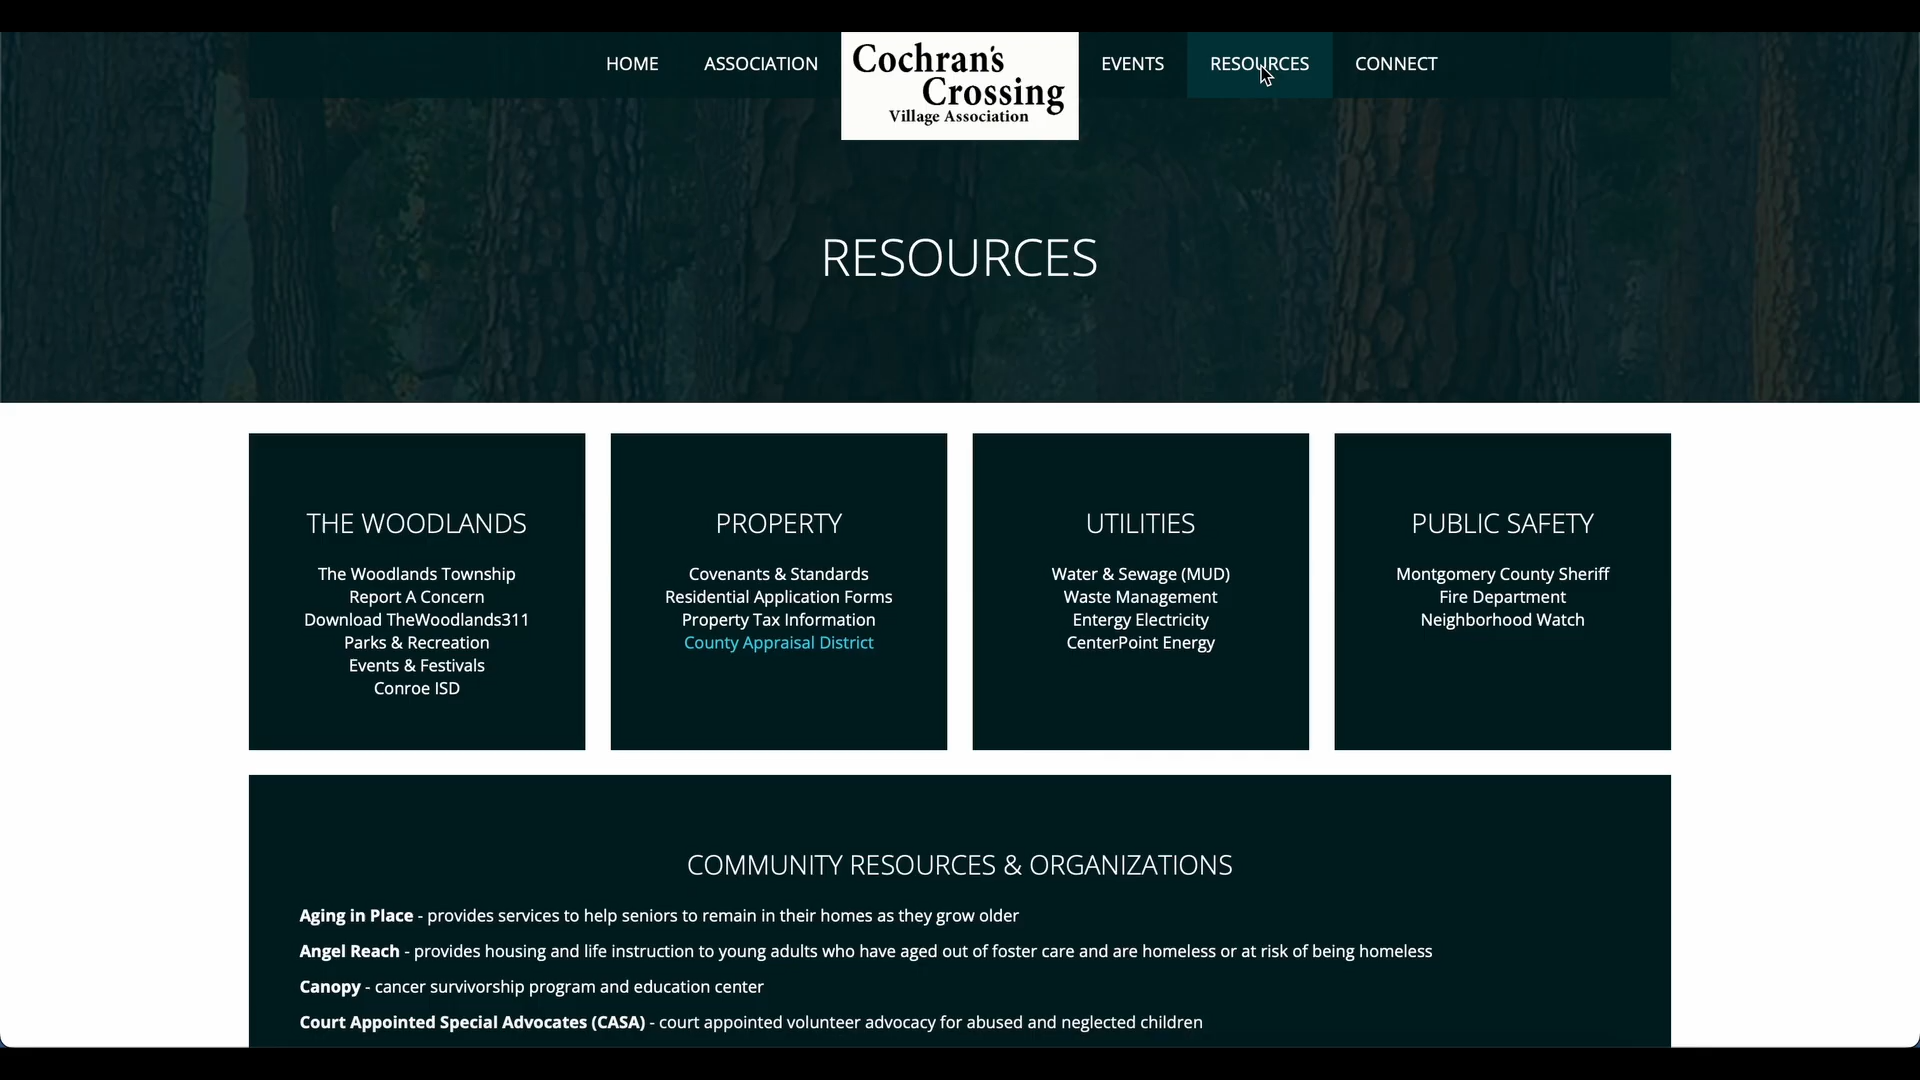 HOME
ASSOCIATION
Cochran's
Crossing
Village Association
EVENTS
RESOURCES
CONNECT
RESOURCES
THE WOODLANDS
The Woodlands Township
Report A Concern
Download TheWoodlands311
Parks & Recreation
Events & Festivals
Conroe ISD
PROPERTY
Covenants & Standards
Residential Application Forms
Property Tax Information
County Appraisal District
UTILITIES
Water & Sewage (MUD)
Waste Management
Entergy Electricity
CenterPoint Energy
PUBLIC SAFETY
Montgomery County Sheriff
Fire Department
Neighborhood Watch
COMMUNITY RESOURCES & ORGANIZATIONS
Aging in Place - provides services to help seniors to remain in their homes as they grow older
Angel Reach - provides housing and life instruction to young adults who have aged out of foster care and are homeless or at risk of being homeless
Canopy - cancer survivorship program and education center
Court Appointed Special Advocates (CASA) - court appointed volunteer advocacy for abused and neglected children